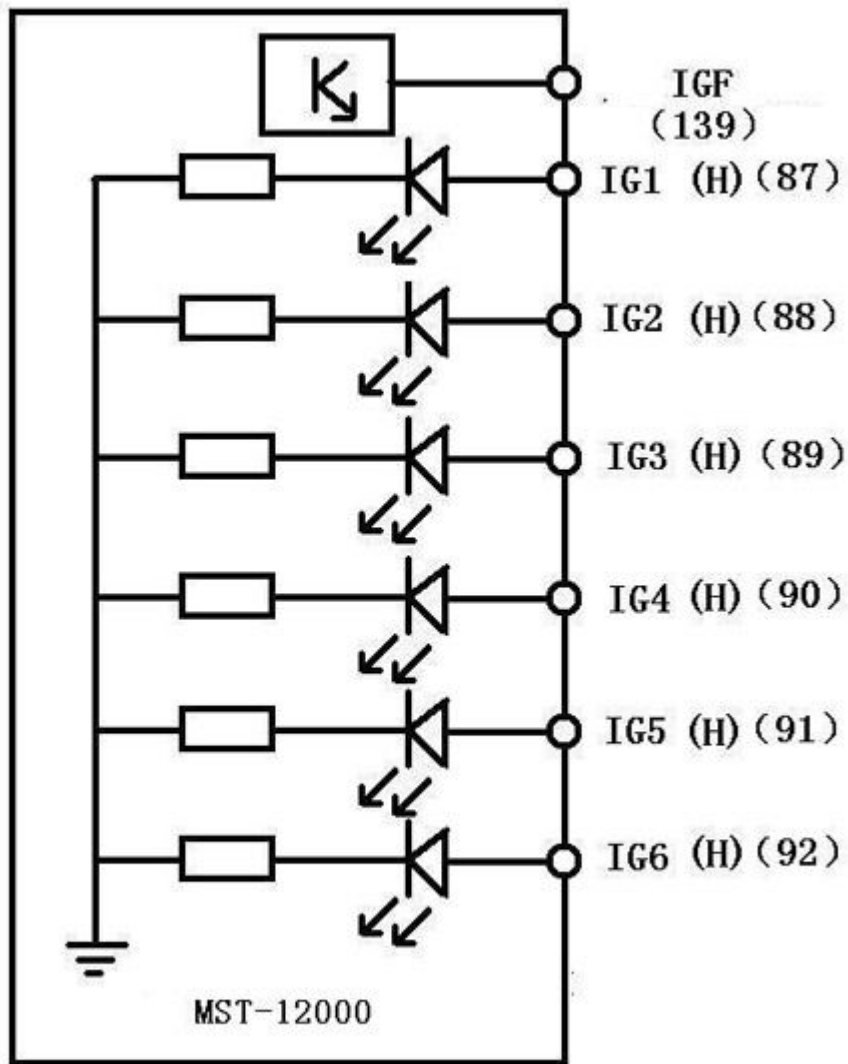 IGF
（139）
IG1 (H)（87）
IG2 (H)（88）
IG3 (H)（89）
IG4 (H)（90）
IG5 (H)（91）
IG6 (H)（92）
MST-12000